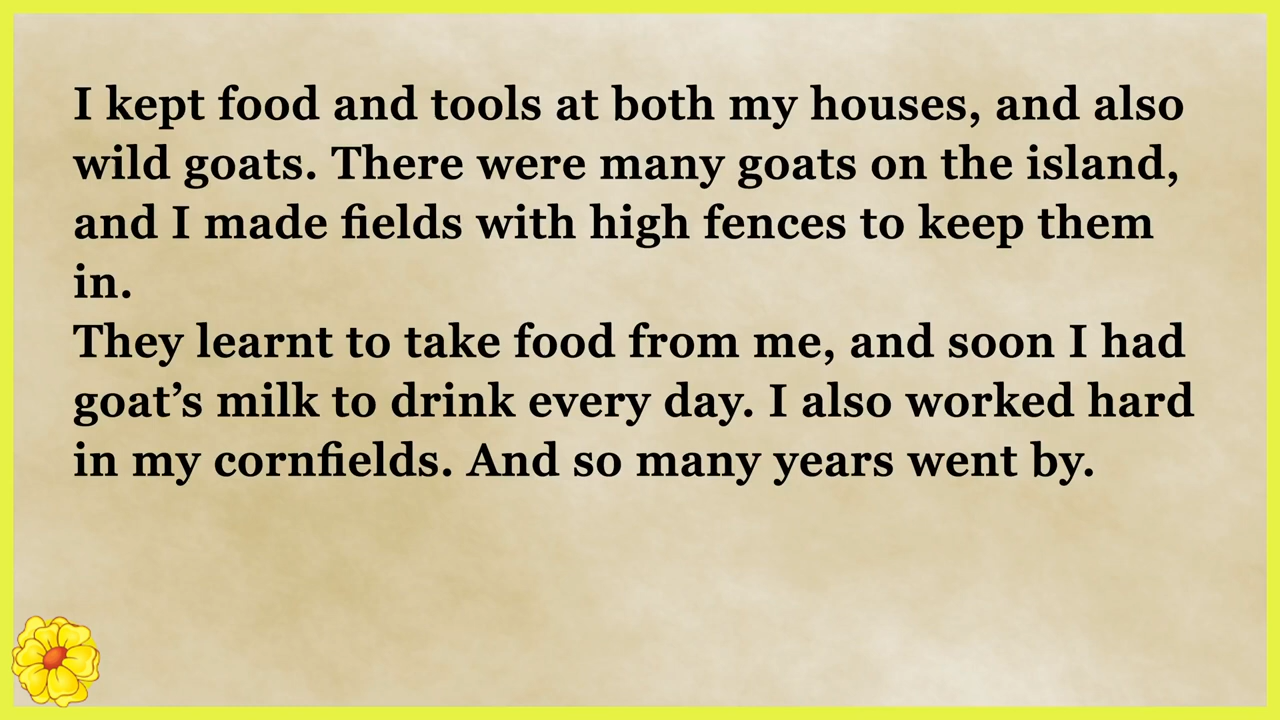 I kept food and tools at both my houses, and also
wild goats. There were many goats on the island,
and I made fields with high fences to keep them
in.
They learnt to take food from me, and soon I had
goat’s milk to drink every day. I also worked hard
in my cornfields. And so many years went by.